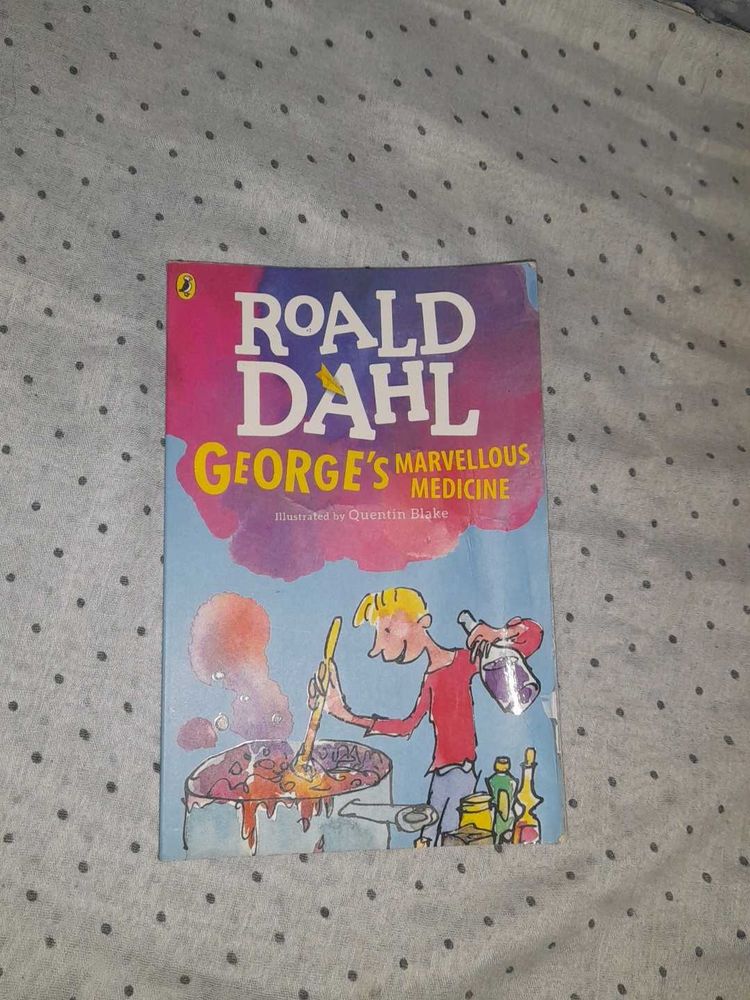 ROALD
DAHL
GEORGE'S MARVELLOUS
MEDICINE
Illustrated by Quentin Blake